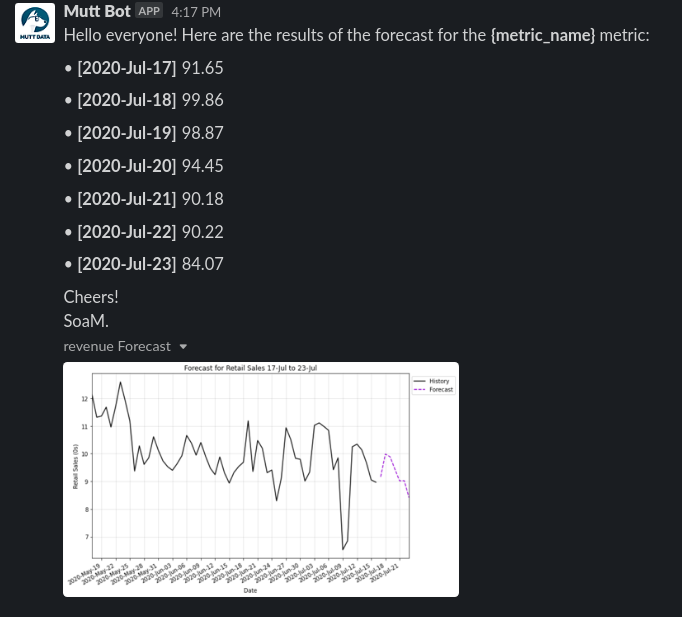 MUTT DATA
Mutt Bot APP 4:17 PM
Hello everyone! Here are the results of the forecast for the {metric_name} metric:
• [2020-Jul-17] 91.65
• [2020-Jul-18] 99.86
• [2020-Jul-19] 98.87
• [2020-Jul-20] 94.45
• [2020-Jul-21] 90.18
• [2020-Jul-22] 90.22
• [2020-Jul-23] 84.07
Cheers!
SoaM.
revenue Forecast
Forecast for Retail Sales 17-Jul to 23-Jul
History
Forecast
Retail Sales (0s)
12
11
10
9
8
7
2020-May-19
2020-May-22
2020-May-25
2020-May-28
2020-May-31
2020-Jun-03
2020-Jun-06
2020-Jun-09
2020-Jun-12
2020-Jun-15
2020-Jun-18
2020-Jun-21
2020-Jun-24
2020-Jun-27
2020-Jun-30
2020-Jul-03
2020-Jul-06
2020-Jul-09
2020-Jul-12
2020-Jul-15
2020-Jul-18
2020-Jul-21
Date